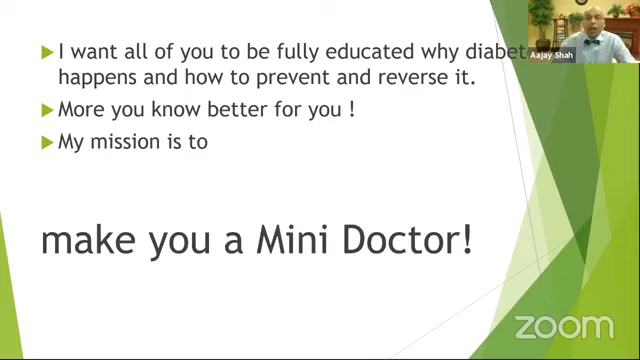 I want all of you to be fully educated why diabet
happens and how to prevent and reverse it.
More you know better for you !
My mission is to
make you a Mini Doctor!
Aajay Shah
zoom